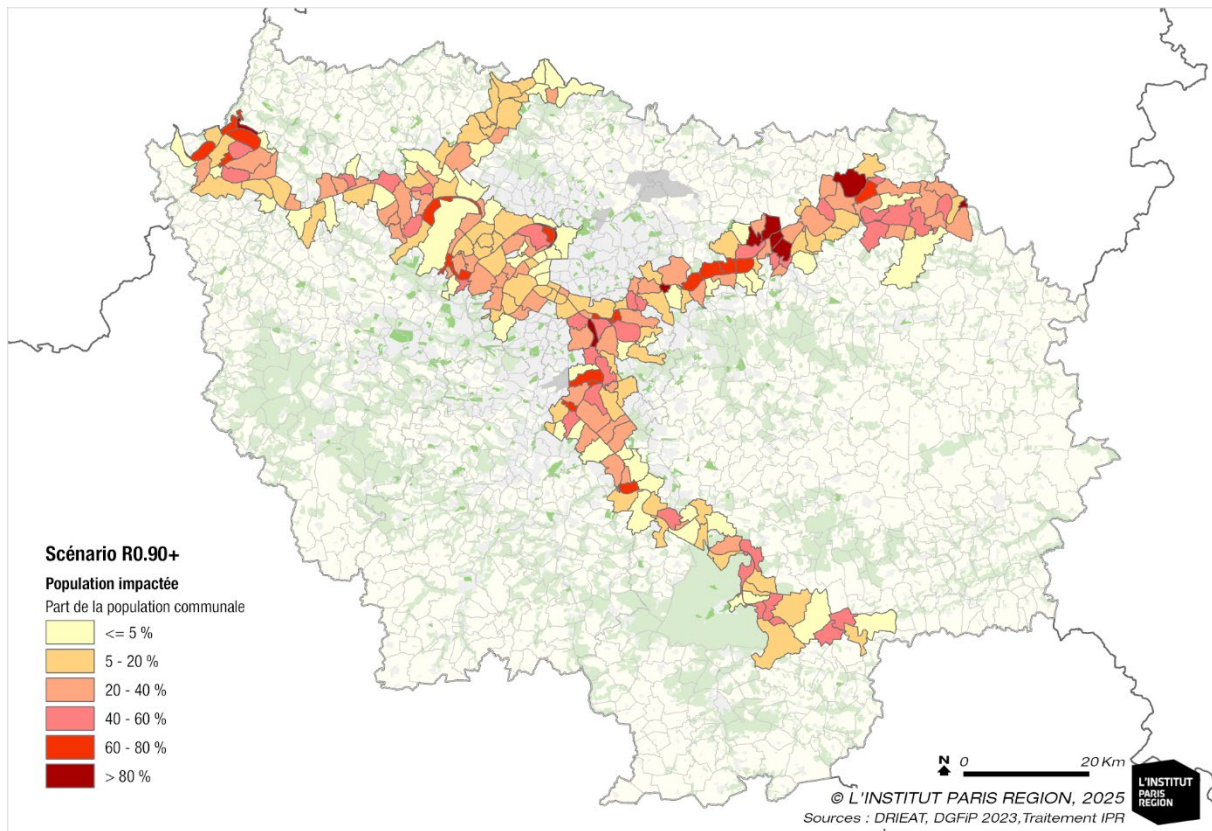 Scénario R0.90+
Population impactée
Part de la population communale
<= 5 %
5 - 20 %
20 - 40 %
40 - 60 %
60 - 80 %
> 80 %
N 0 20 Km
© L'INSTITUT PARIS REGION, 2025
Sources : DRIEAT, DGFiP 2023,Traitement IPR
L'INSTITUT
PARIS
REGION